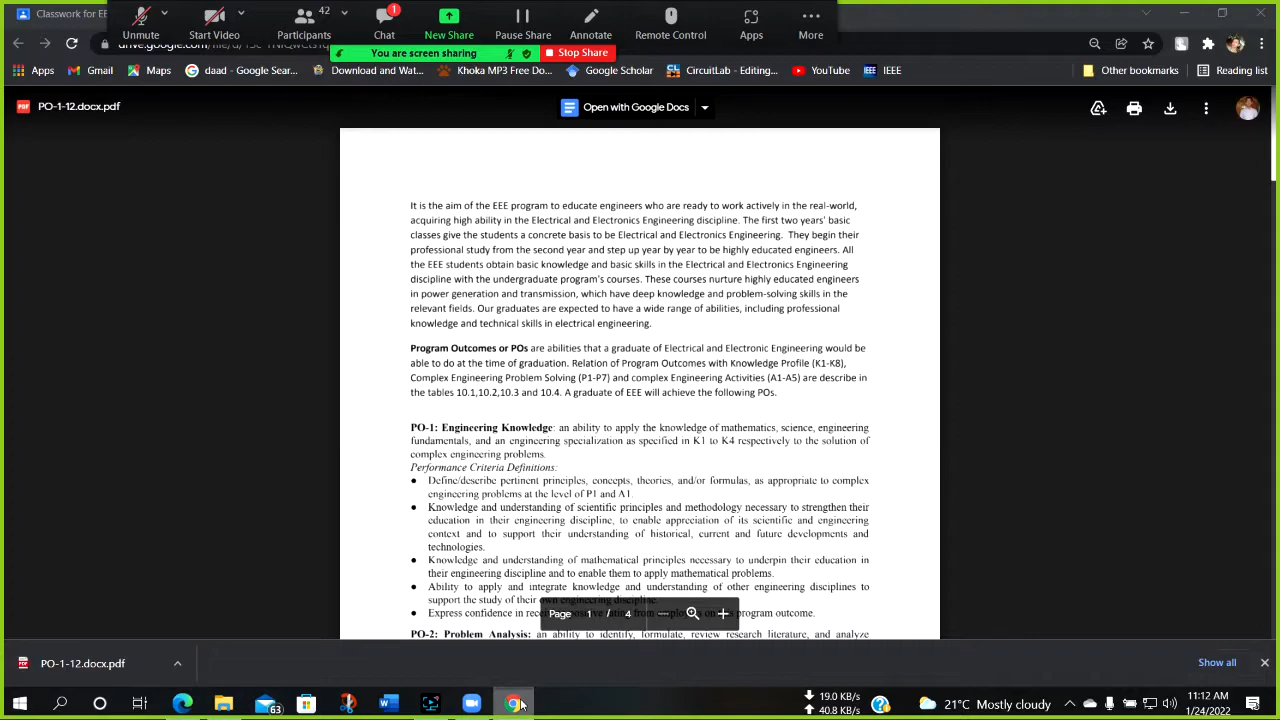 Classwork for EE
Unmute
Start Video
42
Participants
1
Chat
New Share
Pause Share
Annotate
Remote Control
Apps
More
You are screen sharing
Stop Share
Apps
Gmail
Maps
daad - Google Sear...
Download and Wat...
Khoka MP3 Free Do...
Google Scholar
CircuitLab - Editing...
YouTube
IEEE
IEEE
Other bookmarks
Reading list
PDF
PO-1-12.docx.pdf
Open with Google Docs
It is the aim of the EEE program to educate engineers who are ready to work actively in the real-world,
acquiring high ability in the Electrical and Electronics Engineering discipline. The first two years' basic
classes give the students a concrete basis to be Electrical and Electronics Engineering. They begin their
professional study from the second year and step up year by year to be highly educated engineers. All
the EEE students obtain basic knowledge and basic skills in the Electrical and Electronics Engineering
discipline with the undergraduate program's courses. These courses nurture highly educated engineers
in power generation and transmission, which have deep knowledge and problem-solving skills in the
relevant fields. Our graduates are expected to have a wide range of abilities, including professional
knowledge and technical skills in electrical engineering.
Program Outcomes or POs are abilities that a graduate of Electrical and Electronic Engineering would be
able to do at the time of graduation. Relation of Program Outcomes with Knowledge Profile (K1-K8),
Complex Engineering Problem Solving (P1-P7) and complex Engineering Activities (A1-A5) are describe in
the tables 10.1,10.2,10.3 and 10.4. A graduate of EEE will achieve the following POs.
PO-1: Engineering Knowledge: an ability to apply the knowledge of mathematics, science, engineering
fundamentals, and an engineering specialization as specified in K1 to K4 respectively to the solution of
complex engineering problems.
Performance Criteria Definitions:
● Define/describe pertinent principles, concepts, theories, and/or formulas, as appropriate to complex
engineering problems at the level of P1 and A1.
● Knowledge and understanding of scientific principles and methodology necessary to strengthen their
education in their engineering discipline, to enable appreciation of its scientific and engineering
context and to support their understanding of historical, current and future developments and
technologies.
● Knowledge and understanding of mathematical principles necessary to underpin their education in
their engineering discipline and to enable them to apply mathematical problems.
● Ability to apply and integrate knowledge and understanding of other engineering disciplines to
support the study of their own engineering discipline.
● Express confidence in rece from employ program outcome.
Page 1 / 4
PO-2: Problem Analysis: an ability to identify, formulate, review research literature, and analyze
PO-1-12.docx.pdf
Show all
63
19.0 KB/s
40.8 KB/s
21°C Mostly cloudy
11:12 AM
1/24/2022